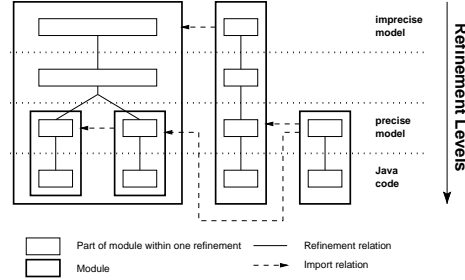 imprecise
model
precise
model
Java
code
Refinement Levels
Part of module within one refinement
Refinement relation
Module
Import relation